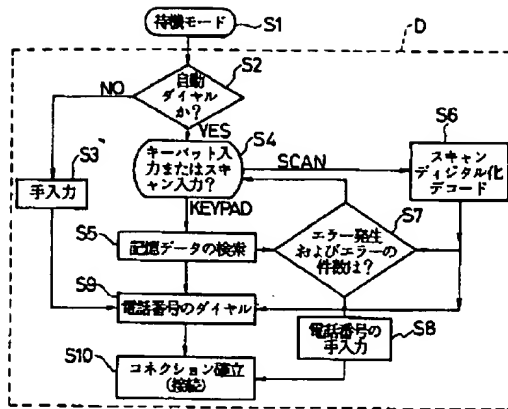 待機モード
S1
D
S2
自動
ダイヤル
か?
NO
YES
S3'
手入力
S4
キーパット入
力またはスキ
ャン入力?
SCAN
KEYPAD
S6
スキャン
ディジタル化
デコード
S5
記憶データの検索
S7
エラー発生
およびエラーの
件数は?
S9
電話番号のダイヤル
電話番号の
手入力
S8
S10
コネクション確立
(接続)